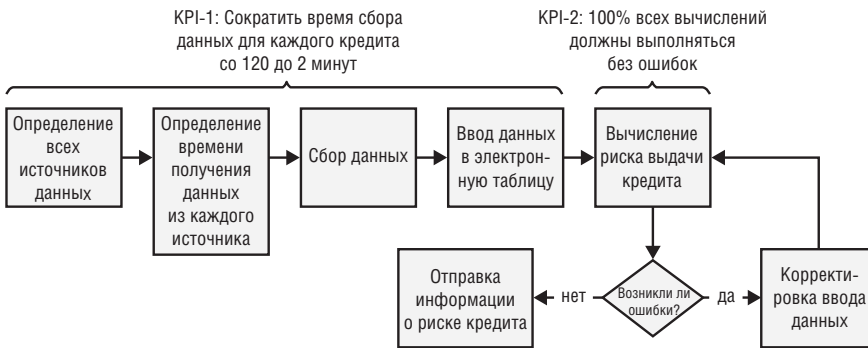 KPI-1: Сократить время сбора
данных для каждого кредита
со 120 до 2 минут
KPI-2: 100% всех вычислений
должны выполняться
без ошибок
Определение
всех
источников
данных
Определение
времени
получения
данных
из каждого
источника
Сбор данных
Ввод данных
в электрон-
ную таблицу
Вычисление
риска выдачи
кредита
Отправка
информации
о риске кредита
нет
Возникли ли
ошибки?
да
Корректи-
ровка ввода
данных